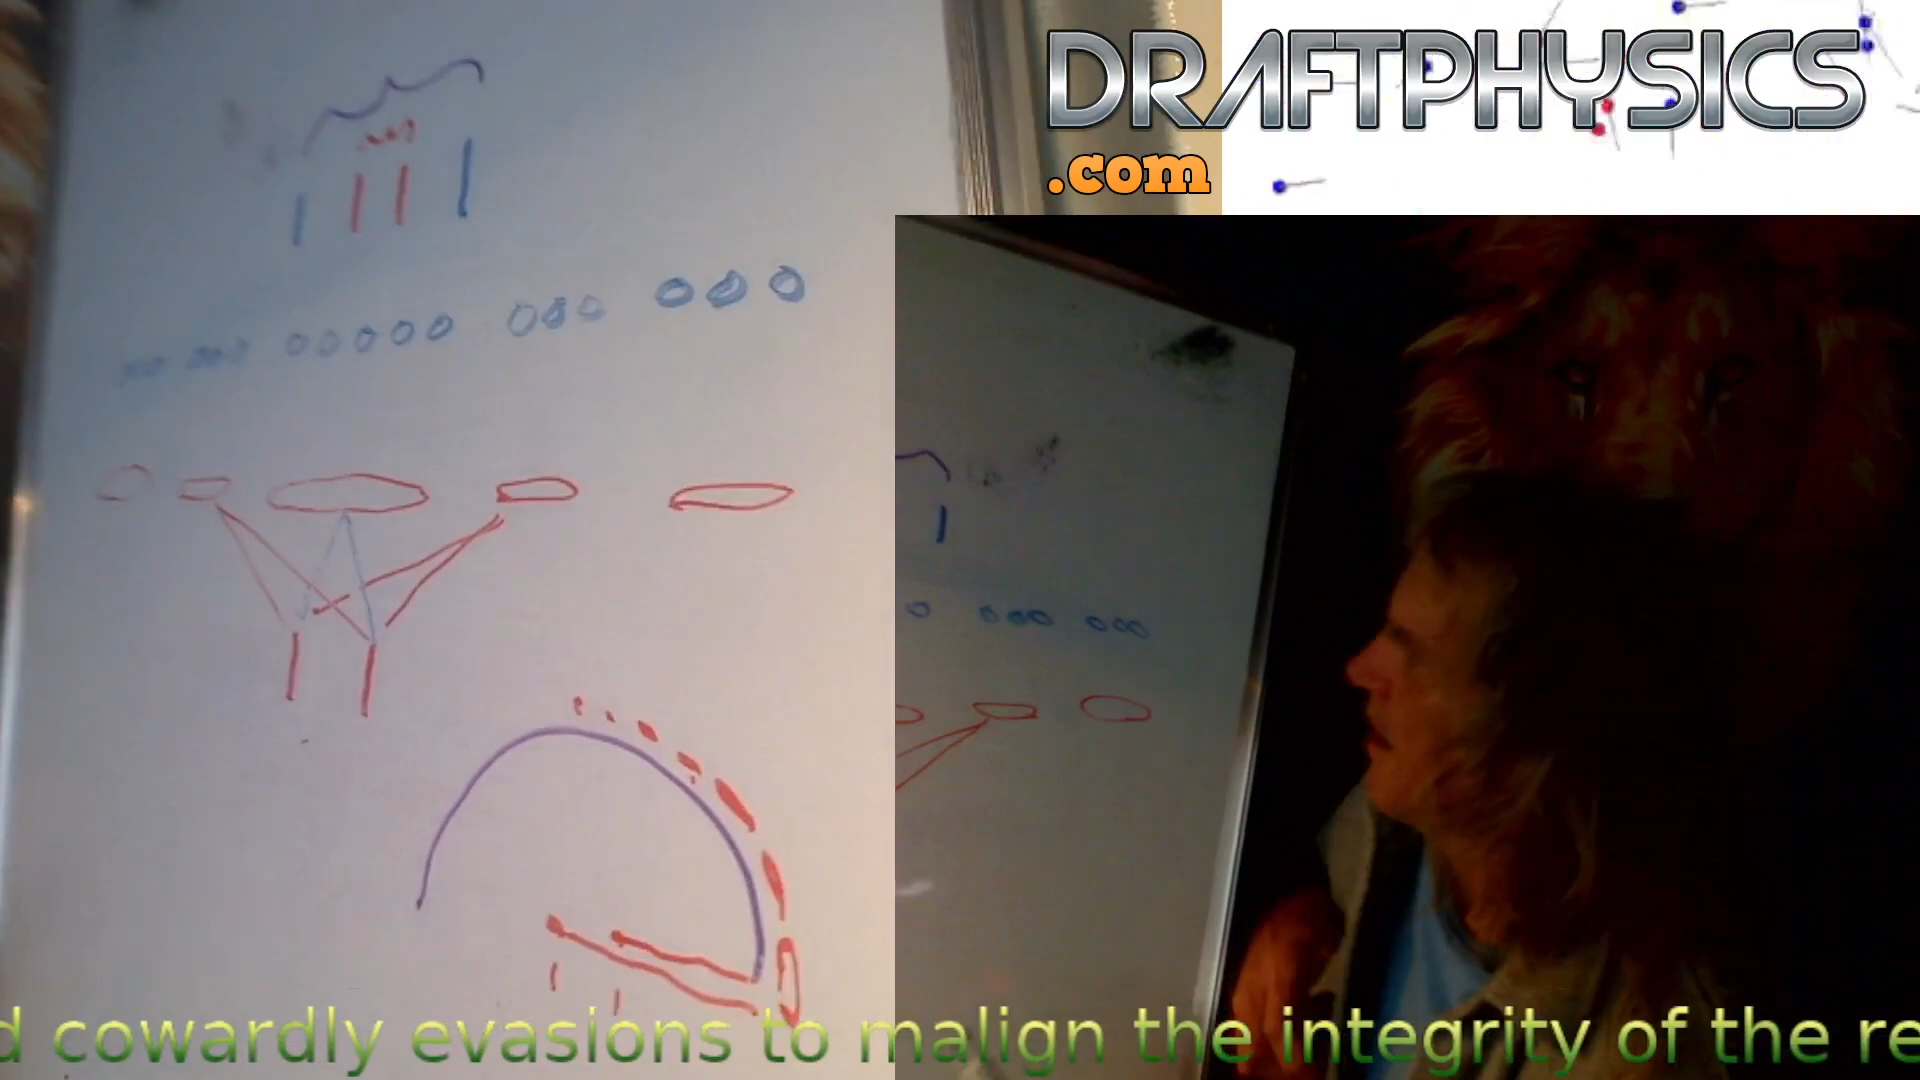 DRAFTPHYSICS
.com
d cowardly evasions to malign the integrity of the re